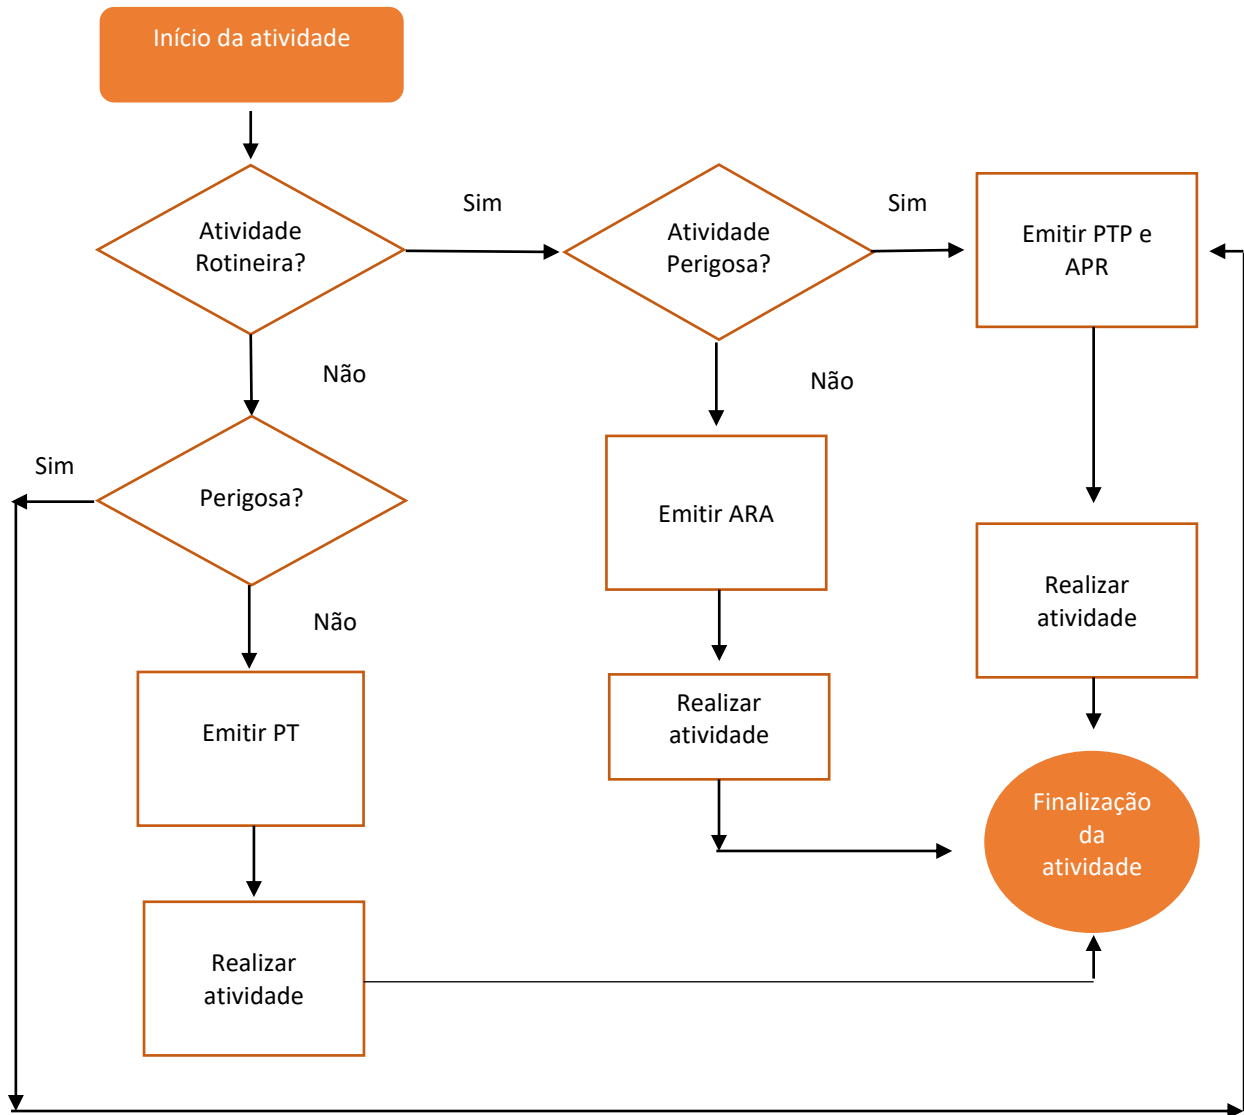 Início da atividade
Sim
Sim
Atividade
Rotineira?
Atividade
Perigosa?
Emitir PTP e
APR
Não
Não
Sim
Perigosa?
Emitir ARA
Realizar
atividade
Não
Emitir PT
Realizar
atividade
Finalização
da
atividade
Realizar
atividade